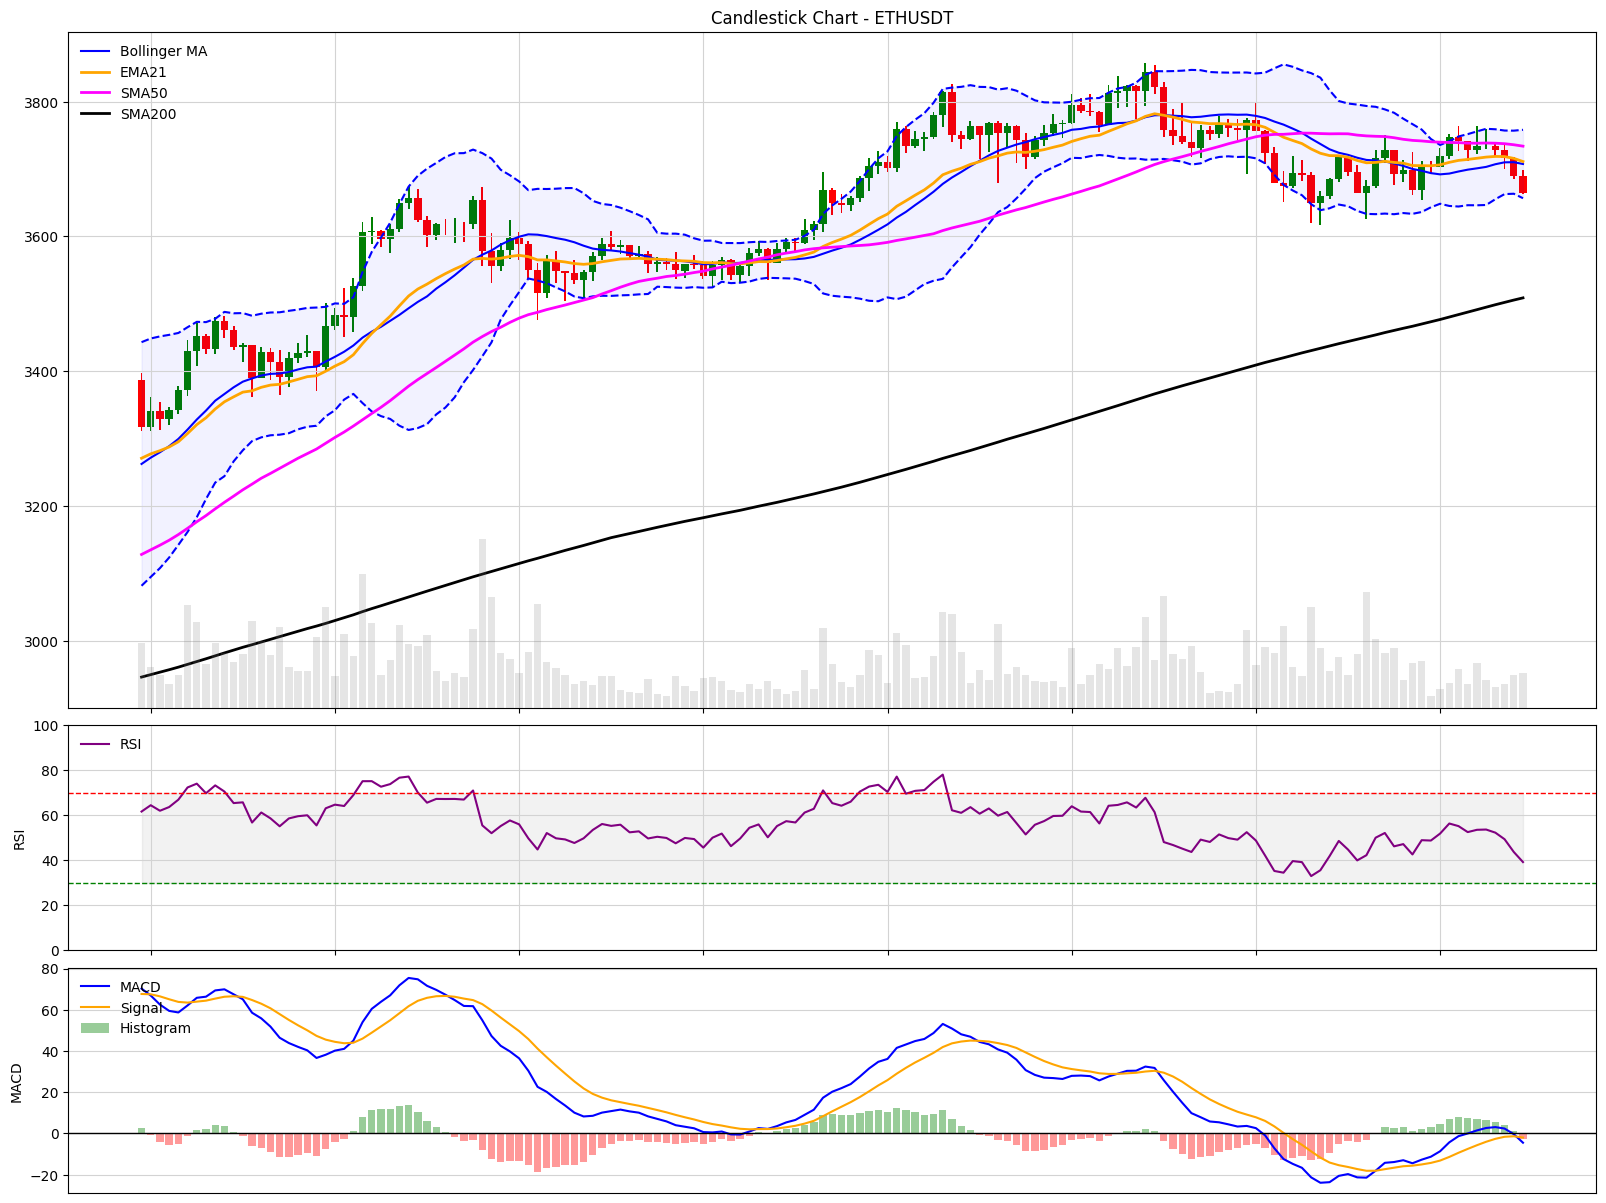 Candlestick Chart - ETHUSDT
Bollinger MA
EMA21
SMA50
SMA200
3800
3600
3400
3200
3000
RSI
100
80
60
40
20
0
RSI
MACD
Signal
Histogram
80
60
40
20
0
−20
MACD